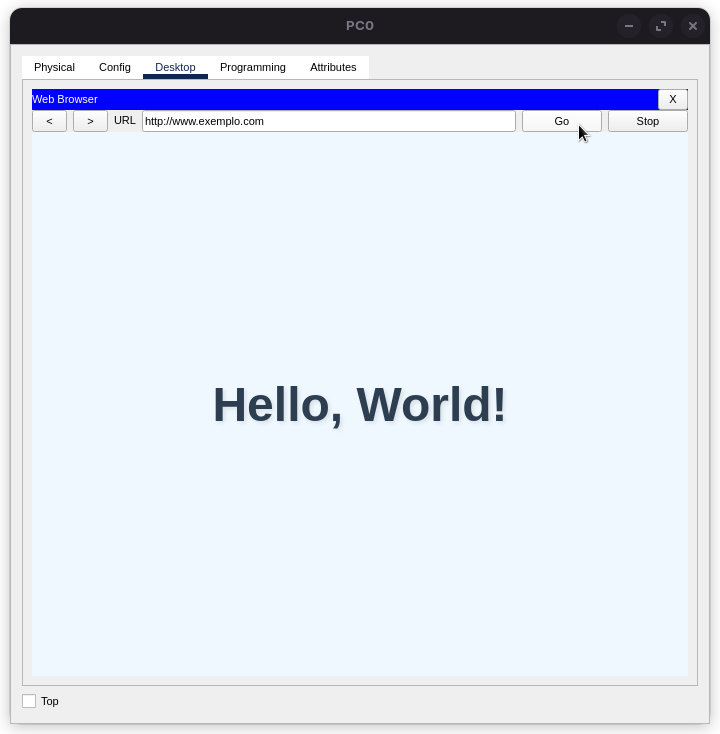 PC0
Physical Config Desktop Programming Attributes
Web Browser X
< > URL http://www.exemplo.com Go Stop
Hello, World!
Top